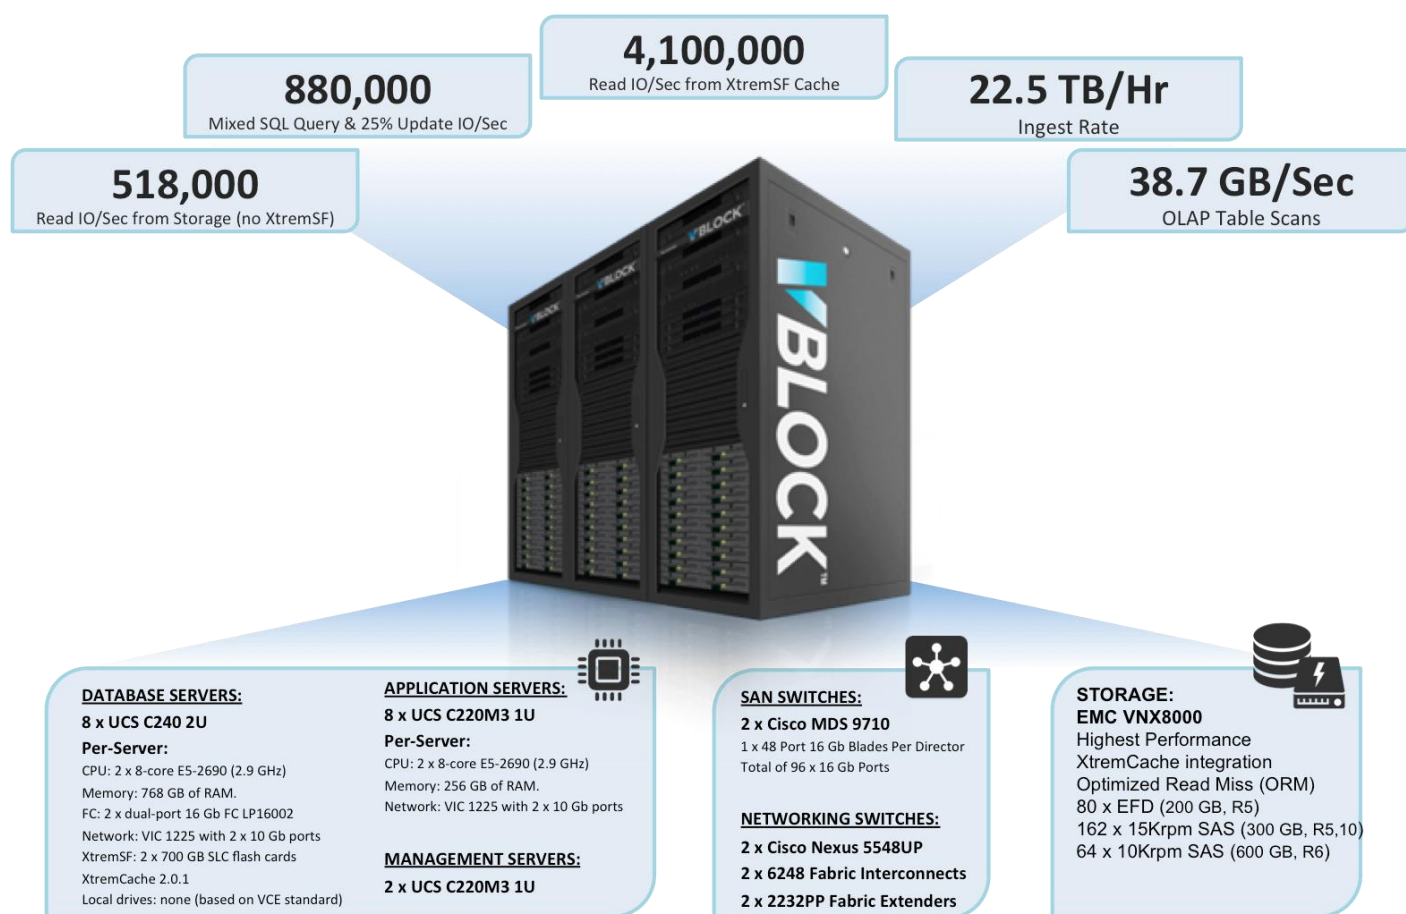 4,100,000
Read IO/Sec from XtremSF Cache
880,000
Mixed SQL Query & 25% Update IO/Sec
22.5 TB/Hr
Ingest Rate
518,000
Read IO/Sec from Storage (no XtremSF)
38.7 GB/Sec
OLAP Table Scans
VBLOCK
VBLOCK
VBLOCK
VBLOCK™
DATABASE SERVERS:
8 x UCS C240 2U
Per-Server:
CPU: 2 x 8-core E5-2690 (2.9 GHz)
Memory: 768 GB of RAM.
FC: 2 x dual-port 16 Gb FC LP16002
Network: VIC 1225 with 2 x 10 Gb ports
XtremSF: 2 x 700 GB SLC flash cards
XtremCache 2.0.1
Local drives: none (based on VCE standard)
APPLICATION SERVERS:
8 x UCS C220M3 1U
Per-Server:
CPU: 2 x 8-core E5-2690 (2.9 GHz)
Memory: 256 GB of RAM.
Network: VIC 1225 with 2 x 10 Gb ports
MANAGEMENT SERVERS:
2 x UCS C220M3 1U
SAN SWITCHES:
2 x Cisco MDS 9710
1 x 48 Port 16 Gb Blades Per Director
Total of 96 x 16 Gb Ports
NETWORKING SWITCHES:
2 x Cisco Nexus 5548UP
2 x 6248 Fabric Interconnects
2 x 2232PP Fabric Extenders
STORAGE:
EMC VNX8000
Highest Performance
XtremCache integration
Optimized Read Miss (ORM)
80 x EFD (200 GB, R5)
162 x 15Krpm SAS (300 GB, R5,10)
64 x 10Krpm SAS (600 GB, R6)